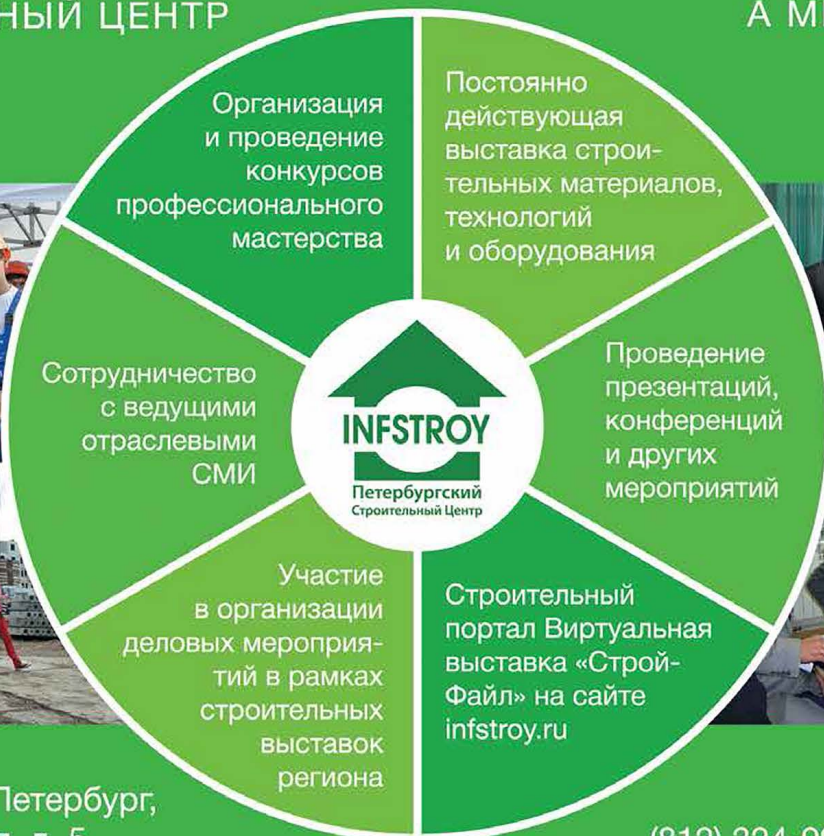 ЦЕНТР
А
Организация
и проведение
конкурсов
профессионального
мастерства
Постоянно
действующая
выставка строи-
тельных материалов,
технологий
и оборудования
Сотрудничество
с ведущими
отраслевыми
СМИ
INFSTROY
Петербургский
Строительный Центр
Проведение
презентаций,
конференций
и других
мероприятий
Участие
в организации
деловых мероприя-
тий в рамках
строительных
выставок
региона
Строительный
портал Виртуальная
выставка «Строй-
Файл» на сайте
infstroy.ru
Петербург,